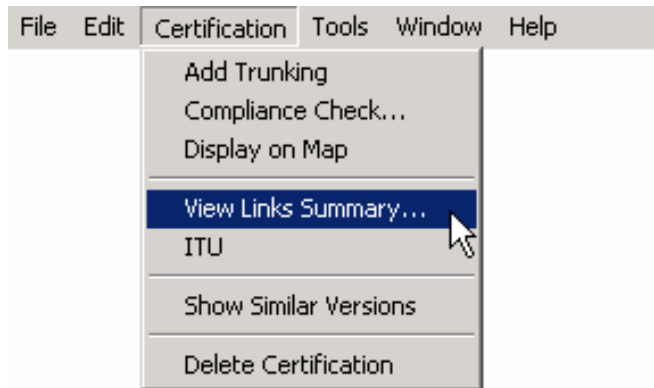 File Edit Certification Tools Window Help
Add Trunking
Compliance Check...
Display on Map
View Links Summary...
ITU
Show Similar Versions
Delete Certification